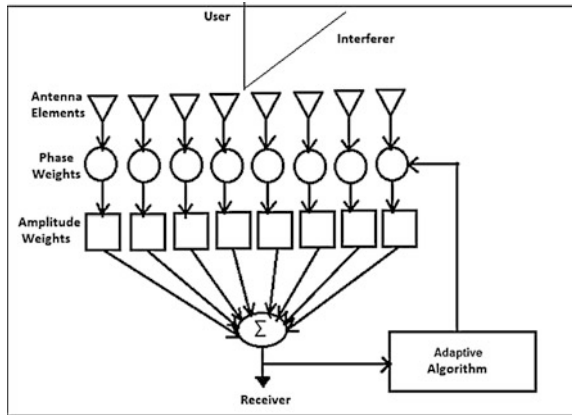 User
Interferer
Antenna
Elements
Phase
Weights
Amplitude
Weights
Σ
Adaptive
Algorithm
Receiver